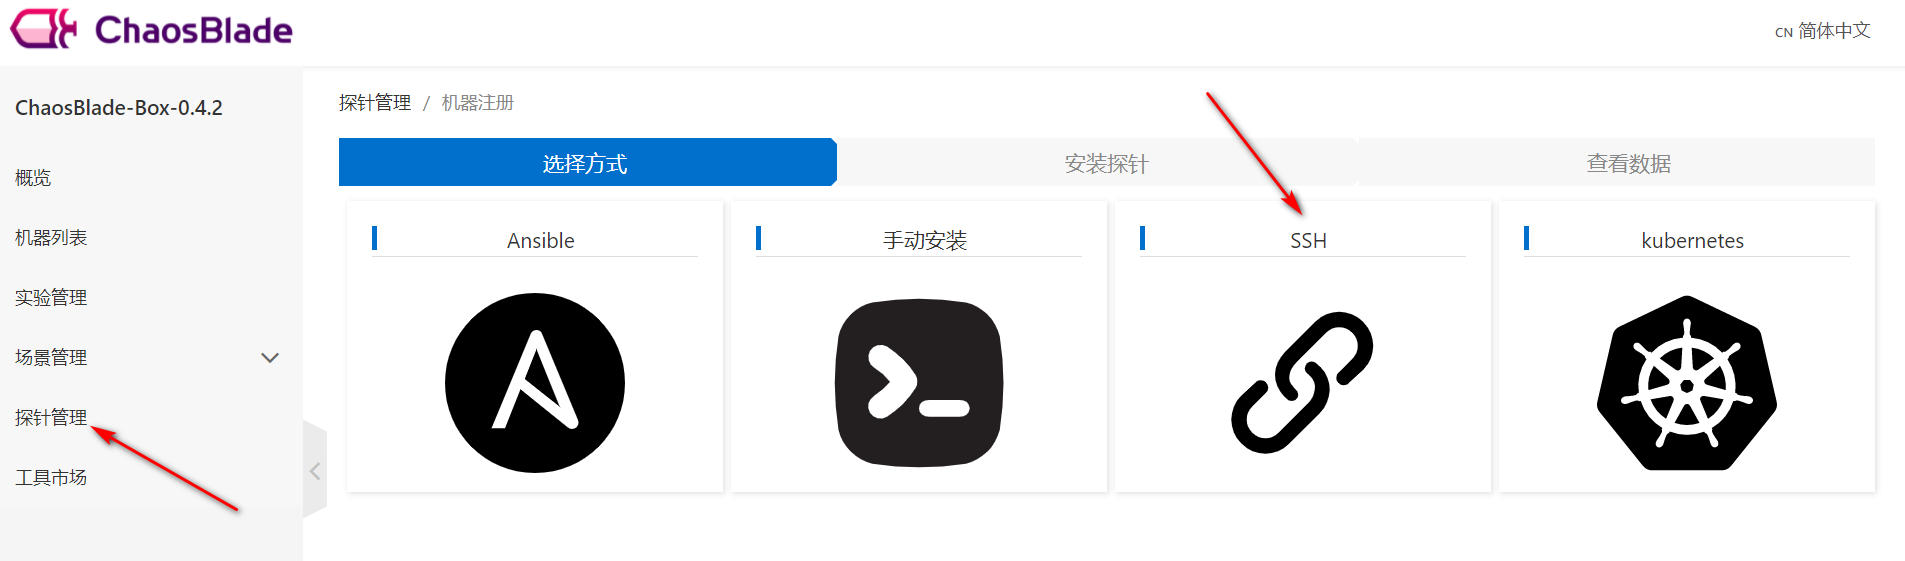 ChaosBlade
CN 简体中文
ChaosBlade-Box-0.4.2
概览
机器列表
实验管理
场景管理
探针管理
工具市场
探针管理 / 机器注册
选择方式 安装探针 查看数据
Ansible 手动安装 SSH kubernetes